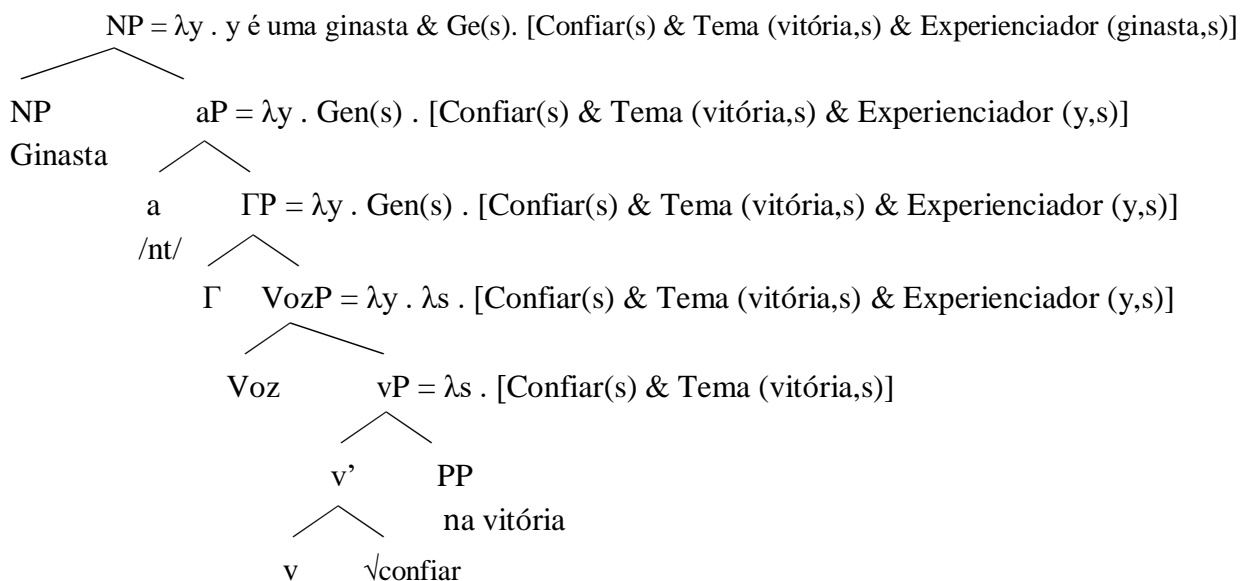 NP = λy . y é uma ginasta & Ge(s). [Confiar(s) & Tema (vitória,s) & Experienciador (ginasta,s)]
NP aP = λy . Gen(s) . [Confiar(s) & Tema (vitória,s) & Experienciador (y,s)]
Ginasta
a ΓP = λy . Gen(s) . [Confiar(s) & Tema (vitória,s) & Experienciador (y,s)]
/nt/
Γ VozP = λy . λs . [Confiar(s) & Tema (vitória,s) & Experienciador (y,s)]
Voz vP = λs . [Confiar(s) & Tema (vitória,s)]
v’ PP
na vitória
v √confiar